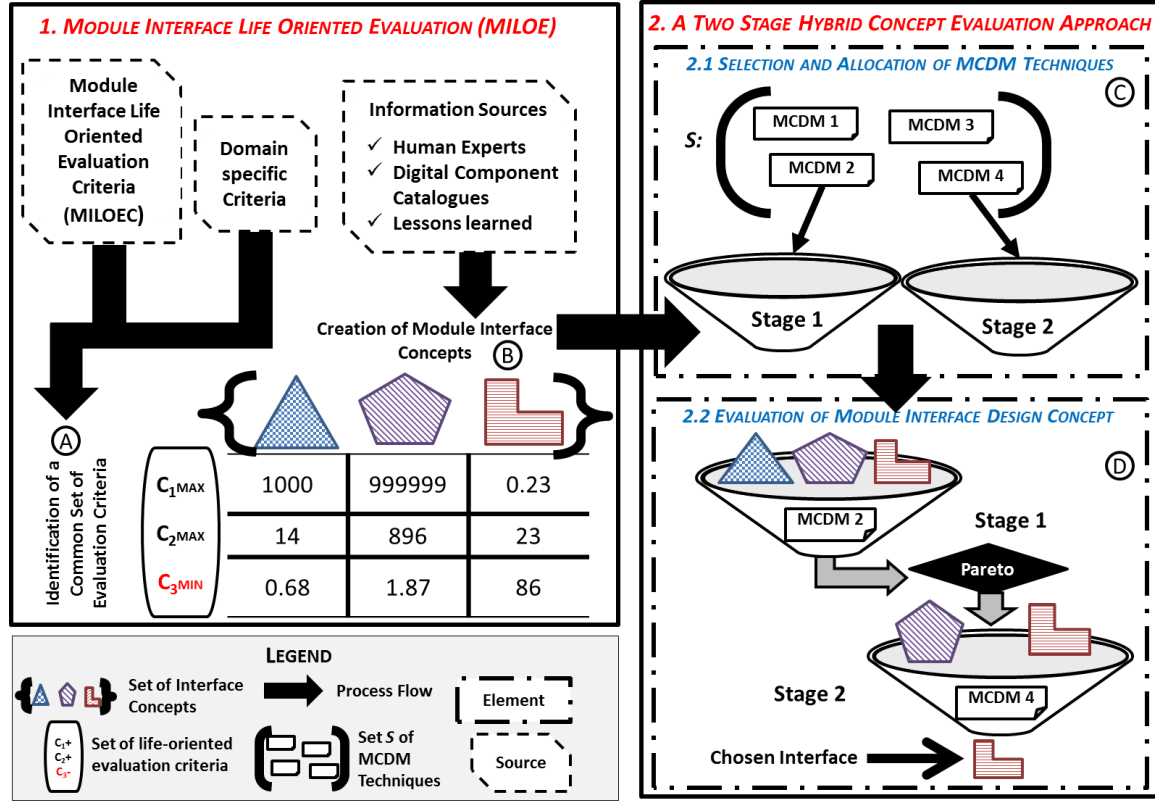 1. MODULE INTERFACE LIFE ORIENTED EVALUATION (MILOE)
Module
Interface Life
Oriented
Evaluation
Criteria
(MILOEC)
Domain
specific
Criteria
Information Sources
✓ Human Experts
✓ Digital Component
Catalogues
✓ Lessons learned
Creation of Module Interface
Concepts
B
A
Identification of a
Common Set of
Evaluation Criteria
C1MAX 1000 999999 0.23
C2MAX 14 896 23
C3MIN 0.68 1.87 86
2. A TWO STAGE HYBRID CONCEPT EVALUATION APPROACH
2.1 SELECTION AND ALLOCATION OF MCDM TECHNIQUES
C
S:
MCDM 1
MCDM 3
MCDM 2
MCDM 4
Stage 1
Stage 2
2.2 EVALUATION OF MODULE INTERFACE DESIGN CONCEPT
D
MCDM 2
Stage 1
Pareto
Stage 2
MCDM 4
Chosen Interface
LEGEND
Set of Interface
Concepts
Process Flow
Element
C1+
C2+
C3-
Set of life-oriented
evaluation criteria
Set S of
MCDM
Techniques
Source